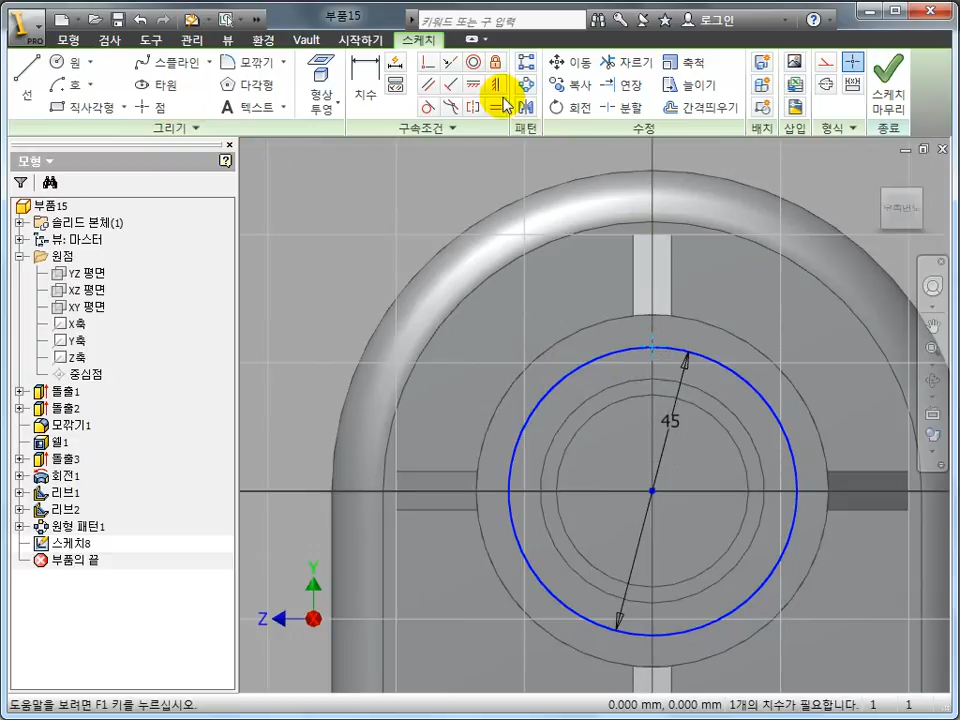 부품15
키워드 또는 구 입력
로그인
PRO
모형 검사 도구 관리 뷰 환경 Vault 시작하기 스케치
선
원
호
직사각형
스플라인
타원
점
모깎기
다각형
A 텍스트
형상
투영
치수
이동
복사
회전
자르기
연장
분할
축척
늘이기
간격띄우기
스케치
마무리
그리기 구속조건 패턴 수정 배치 삽입 형식 종료
모형
부품15
솔리드 본체(1)
뷰: 마스터
원점
YZ 평면
XZ 평면
XY 평면
X축
Y축
Z축
중심점
돌출1
돌출2
모깎기1
쉘1
돌출3
회전1
리브1
리브2
원형 패턴1
스케치8
부품의 끝
45
우측면도
Y
Z
도움말을 보려면 F1 키를 누르십시오.
0.000 mm, 0.000 mm 1개의 치수가 필요합니다. 1 1